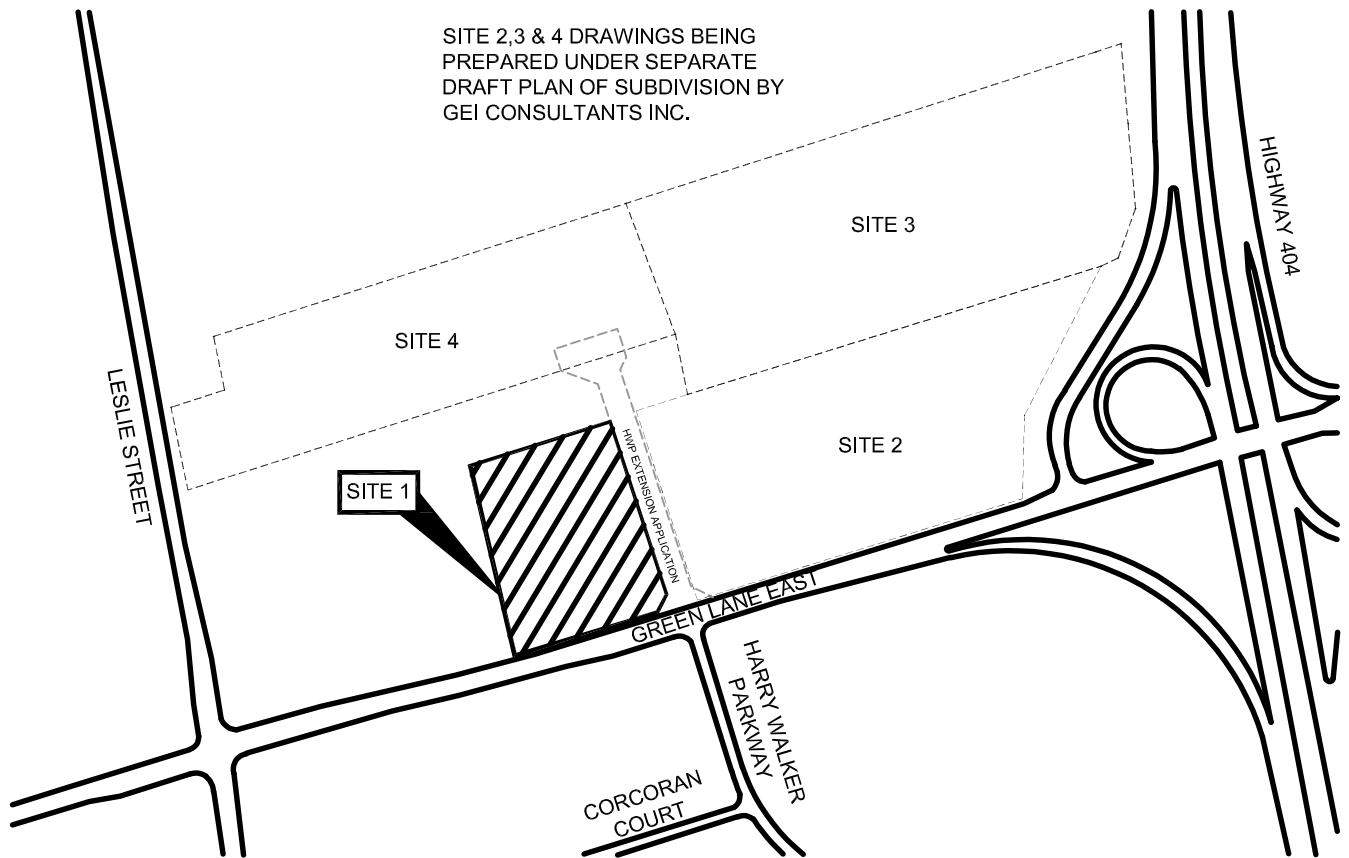 SITE 2,3 & 4 DRAWINGS BEING
PREPARED UNDER SEPARATE
DRAFT PLAN OF SUBDIVISION BY
GEI CONSULTANTS INC.
HIGHWAY 404
SITE 3
SITE 4
LESLIE STREET
SITE 2
SITE 1
HWP EXTENSION APPLICATION
GREEN LANE EAST
HARRY WALKER
PARKWAY
CORCORAN
COURT